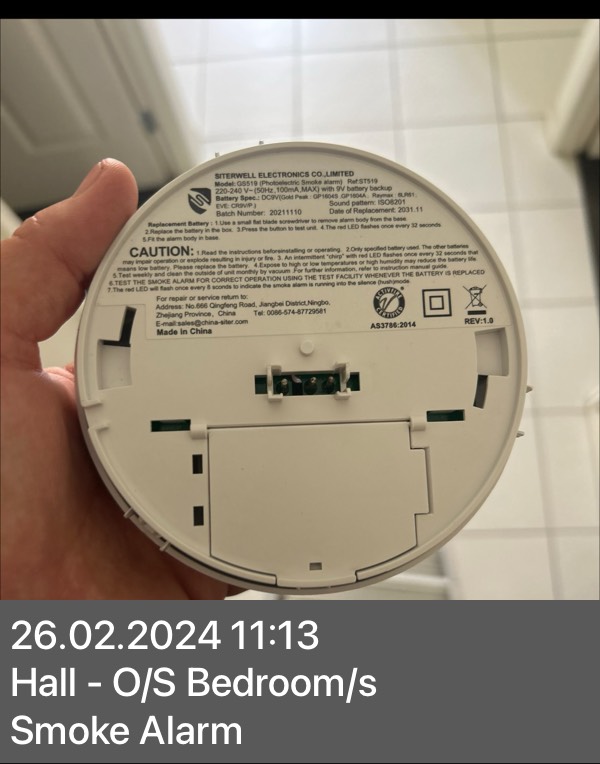 SITERWELL ELECTRONICS CO.,LIMITED
Model: GS519 (Photoelectric Smoke alarm) Ref:ST519
220-240 V~(50Hz,100mA,MAX) with 9V battery backup
Battery Spec.: DC9V(Gold Peak : GP1604S ,GP1604A , Raymax : 6LR61 ,
EVE: CR9V/P )
Sound pattern: ISO8201
Batch Number: 20211110
Date of Replacement: 2031.11
Replacement Battery : 1.Use a small flat blade screwdriver to remove alarm body from the base.
2.Replace the battery in the box. 3.Press the button to test unit. 4.The red LED flashes once every 32 seconds.
5.Fit the alarm body in base.
CAUTION: 1.Read the instructions beforeinstalling or operating. 2.Only specified battery used. The other batteries
may impair operation or explode resulting in injury or fire. 3. An intermittent "chirp" with red LED flashes once every 32 seconds that
means low battery. Please replace the battery. 4.Expose to high or low temperatures or high humidity may reduce the battery life.
5.Test weekly and clean the outside of unit monthly by vacuum .For further information, refer to instruction manual guide.
6.TEST THE SMOKE ALARM FOR CORRECT OPERATION USING THE TEST FACILITY WHENEVER THE BATTERY IS REPLACED
7.The red LED will flash once every 8 seconds to indicate the smoke alarm is running into the silence (hush)mode.
For repair or service return to:
Address: No.666 Qingfeng Road, Jiangbei District,Ningbo,
Zhejiang Province, China Tel: 0086-574-87729581
E-mail:sales@china-siter.com
Made in China
ACTIVFIRE CERTIFIED
AS3786:2014
REV:1.0
26.02.2024 11:13
Hall - O/S Bedroom/s
Smoke Alarm